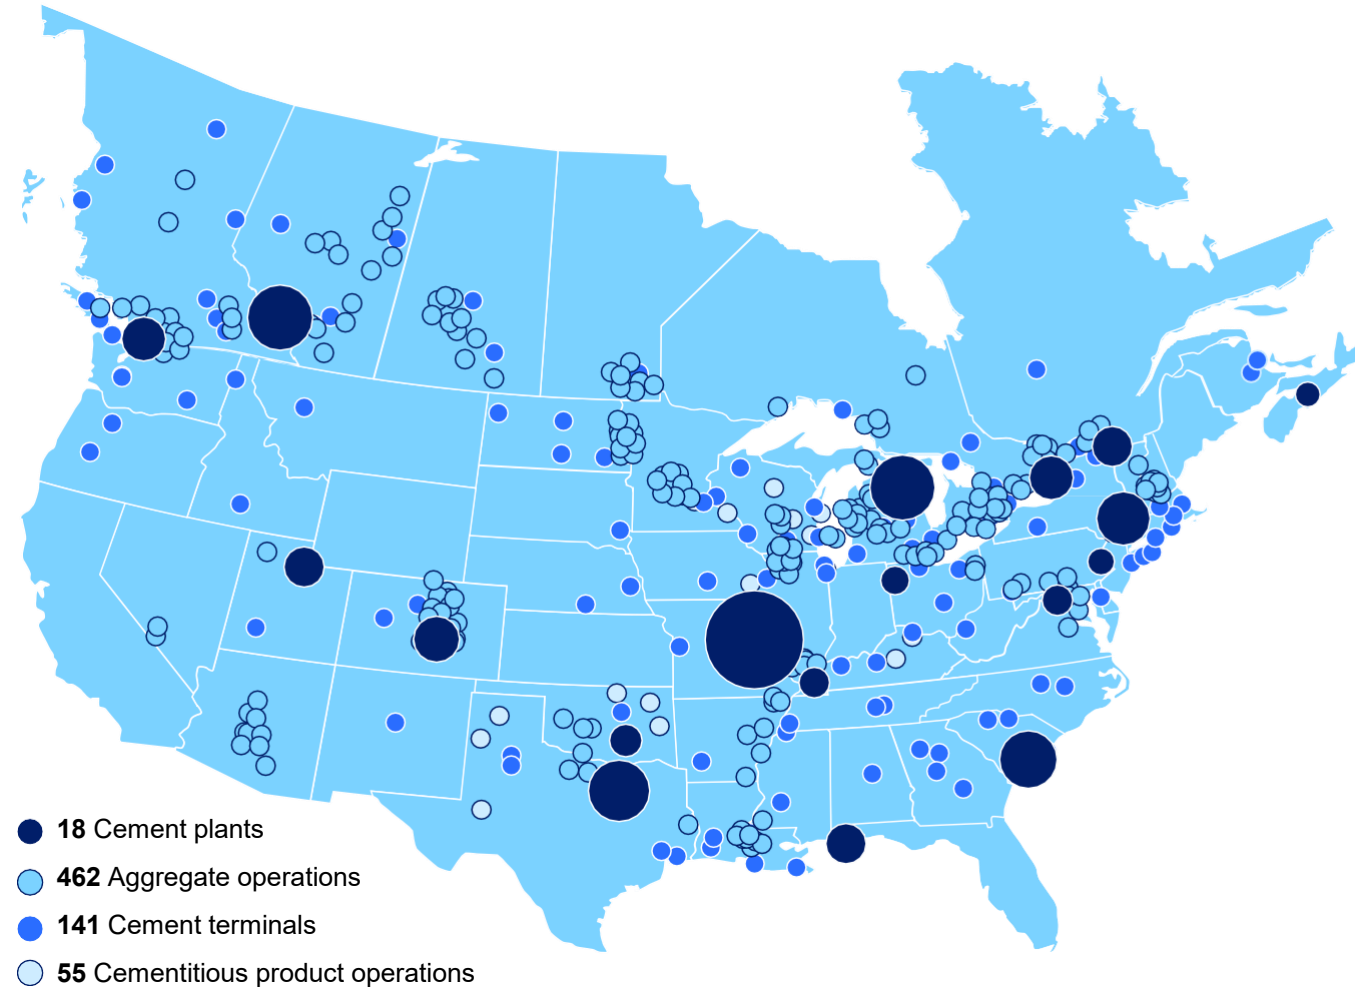 18 Cement plants
462 Aggregate operations
141 Cement terminals
55 Cementitious product operations